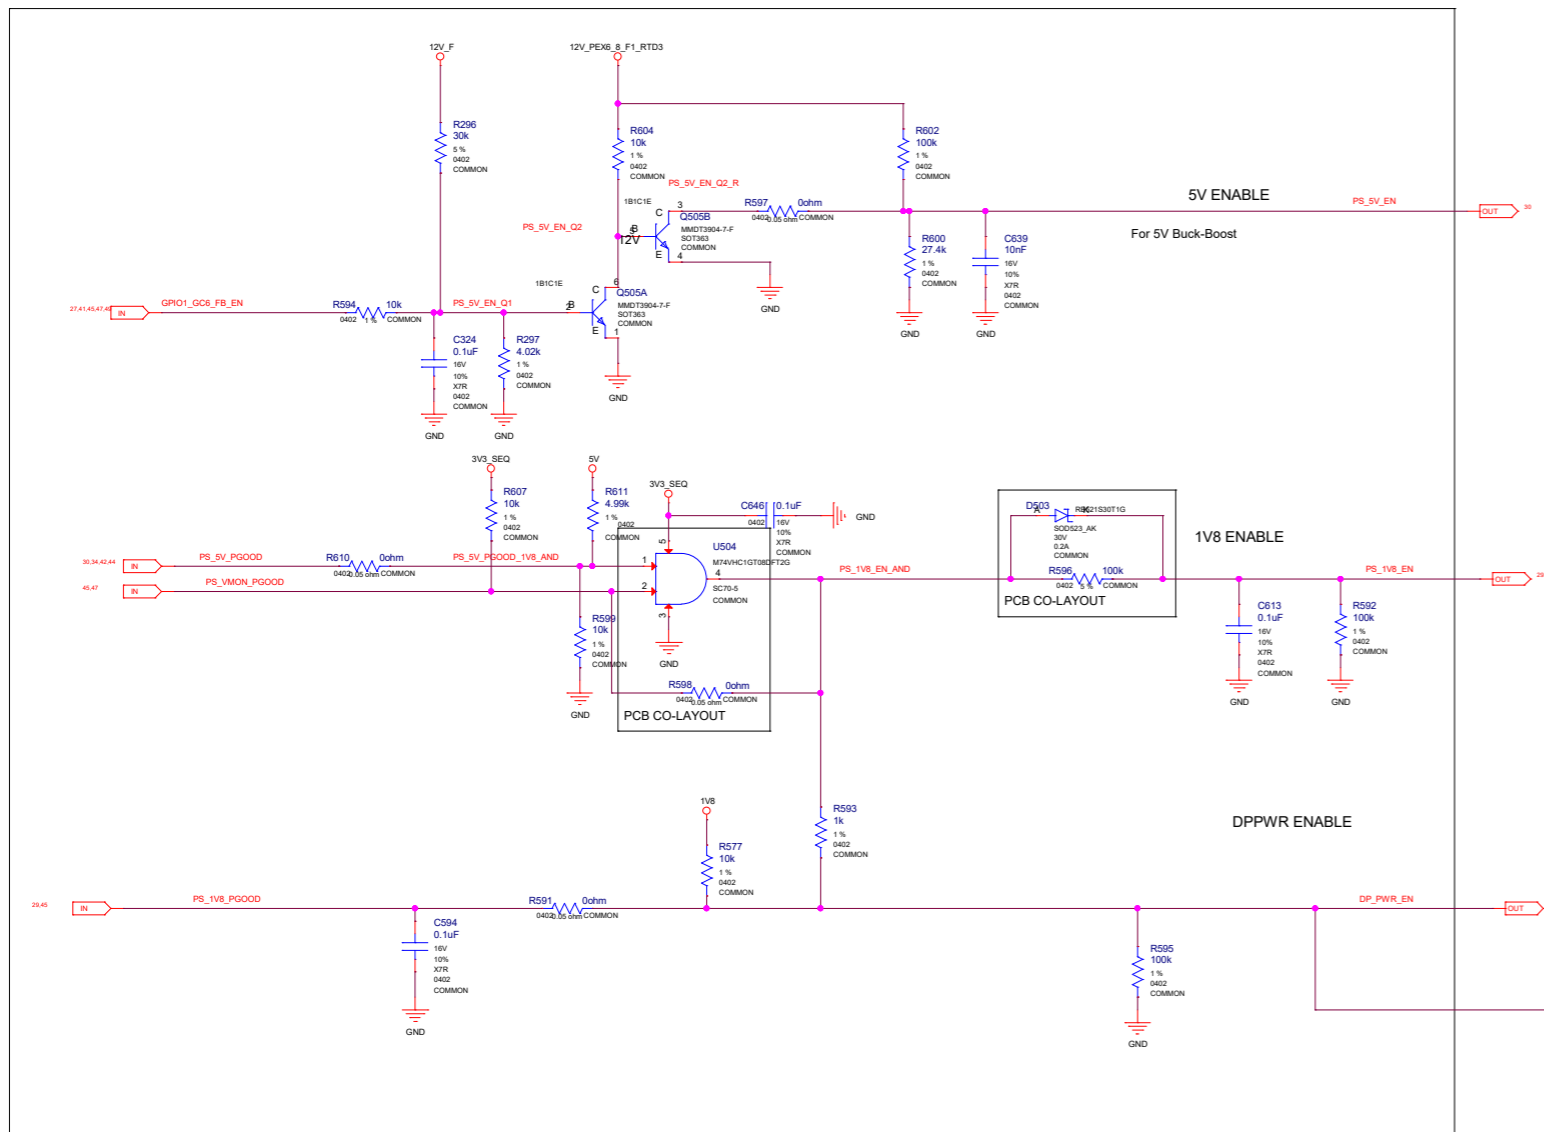 12V_F
12V_PEX6_8_F1_RTD3
R296
30k
5 %
0402
COMMON
R604
10k
1 %
0402
COMMON
R602
100k
1 %
0402
COMMON
PS_5V_EN_Q2_R
1B1C1E
3
C
Q505B
MMDT3904-7-F
SOT363
COMMON
5
B
E
4
12V
PS_5V_EN_Q2
R597
0ohm
0402
0.05 ohm
COMMON
5V ENABLE
PS_5V_EN
OUT
30
For 5V Buck-Boost
R600
27.4k
1 %
0402
COMMON
C639
10nF
16V
10%
X7R
0402
COMMON
GND
GND
GND
27,41,45,47,49
IN
GPIO1_GC6_FB_EN
R594
10k
0402
1 %
COMMON
PS_5V_EN_Q1
1B1C1E
6
C
Q505A
MMDT3904-7-F
SOT363
COMMON
2
B
E
1
C324
0.1uF
16V
10%
X7R
0402
COMMON
R297
4.02k
1 %
0402
COMMON
GND
GND
GND
3V3_SEQ
5V
3V3_SEQ
R607
10k
1 %
0402
COMMON
R611
4.99k
1 %
0402
COMMON
C646
0.1uF
0402
16V
10%
X7R
COMMON
GND
30,34,42,44
IN
PS_5V_PGOOD
R610
0ohm
0402
0.05 ohm
COMMON
PS_5V_PGOOD_1V8_AND
45,47
IN
PS_VMON_PGOOD
1
2
5
4
3
U504
M74VHC1GT08DFT2G
SC70-5
COMMON
GND
R599
10k
1 %
0402
COMMON
GND
R598
0ohm
0402
0.05 ohm
COMMON
PCB CO-LAYOUT
PS_1V8_EN_AND
D503
A
K
RB521S30T1G
SOD523_AK
30V
0.2A
COMMON
R596
100k
0402
5 %
COMMON
PCB CO-LAYOUT
1V8 ENABLE
PS_1V8_EN
OUT
29
C613
0.1uF
16V
10%
X7R
0402
COMMON
R592
100k
1 %
0402
COMMON
GND
GND
1V8
R577
10k
1 %
0402
COMMON
R593
1k
1 %
0402
COMMON
DPPWR ENABLE
29,45
IN
PS_1V8_PGOOD
R591
0ohm
0402
0.05 ohm
COMMON
DP_PWR_EN
OUT
C594
0.1uF
16V
10%
X7R
0402
COMMON
GND
R595
100k
1 %
0402
COMMON
GND